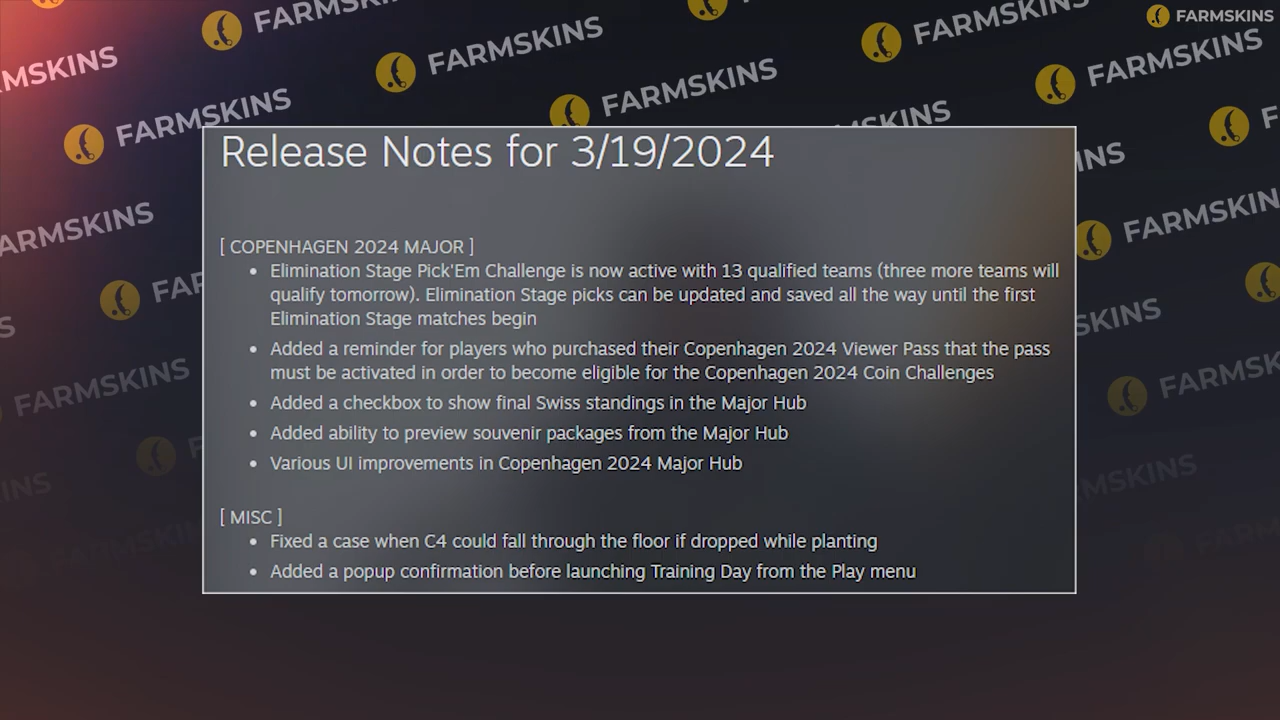 FARMSKINS
FARMSKINS
FARMSKINS
FARMSKINS
FARMSKINS
FARMSKINS
FARMSKINS
Release Notes for 3/19/2024
[ COPENHAGEN 2024 MAJOR ]
• Elimination Stage Pick'Em Challenge is now active with 13 qualified teams (three more teams will
qualify tomorrow). Elimination Stage picks can be updated and saved all the way until the first
Elimination Stage matches begin
• Added a reminder for players who purchased their Copenhagen 2024 Viewer Pass that the pass
must be activated in order to become eligible for the Copenhagen 2024 Coin Challenges
• Added a checkbox to show final Swiss standings in the Major Hub
• Added ability to preview souvenir packages from the Major Hub
• Various UI improvements in Copenhagen 2024 Major Hub
[ MISC ]
• Fixed a case when C4 could fall through the floor if dropped while planting
• Added a popup confirmation before launching Training Day from the Play menu